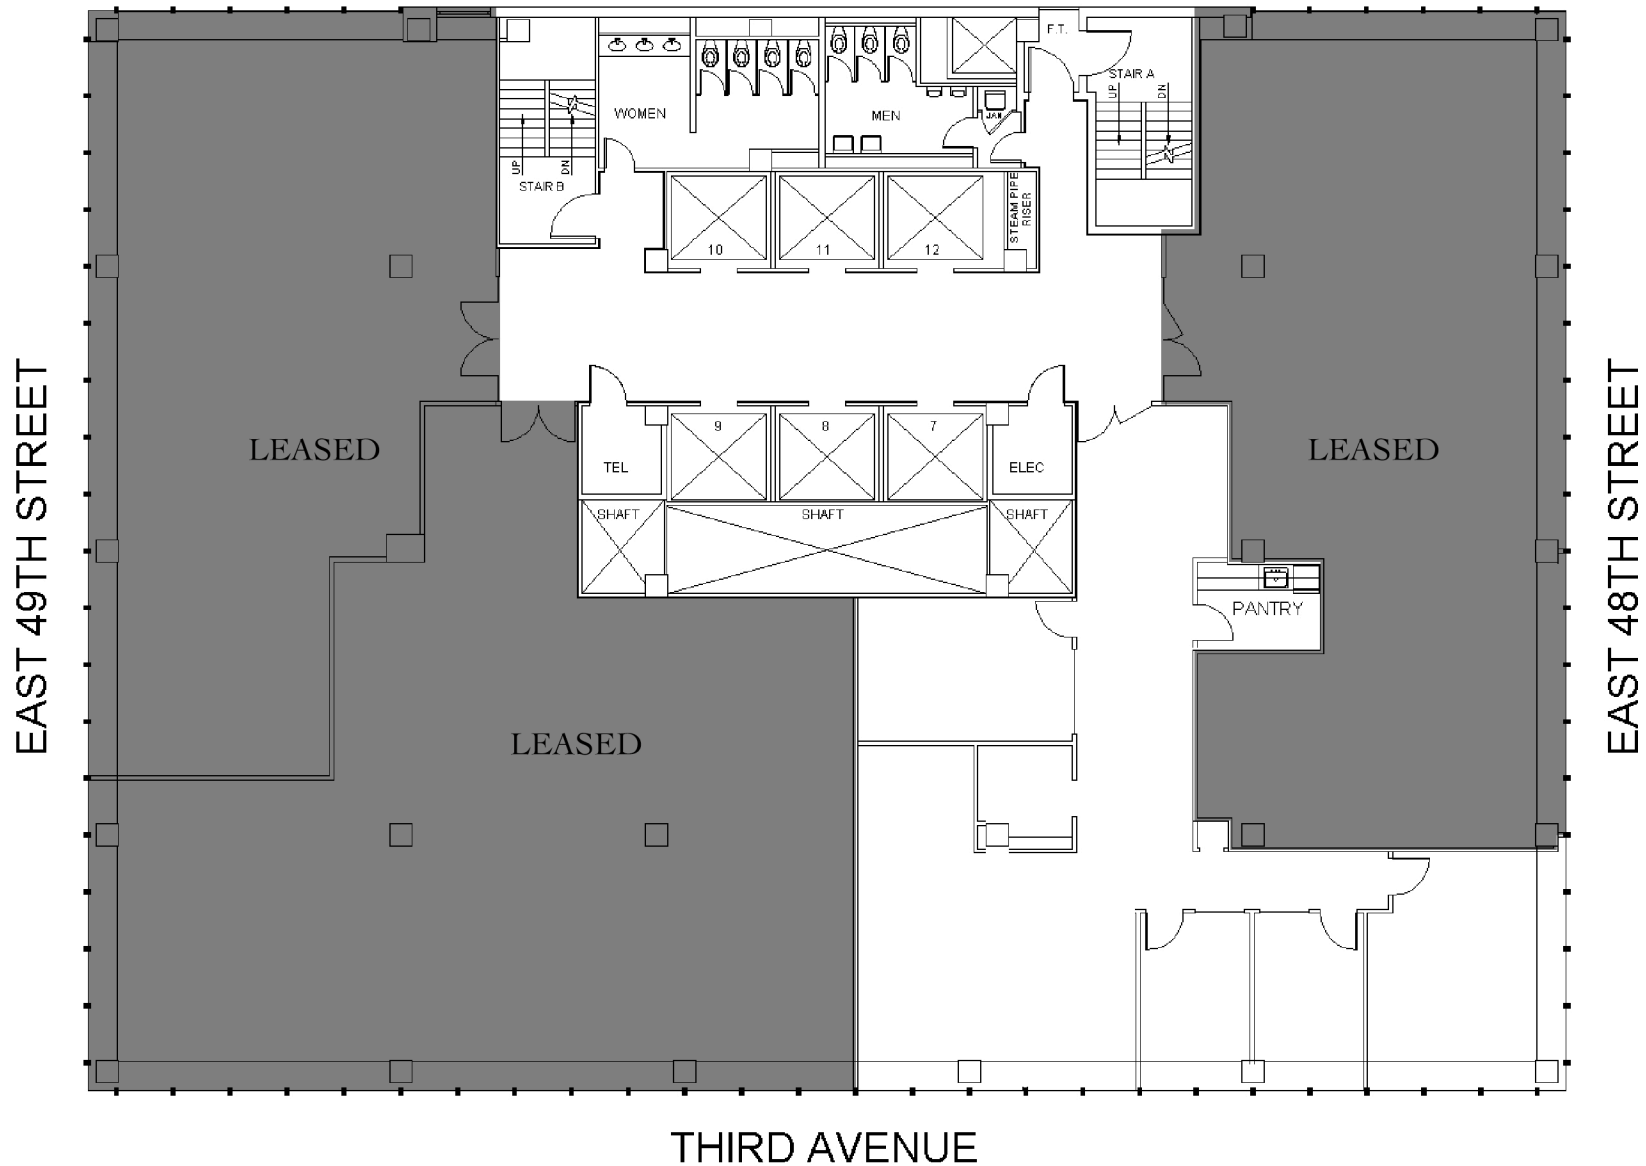 F.T.
STAIR A
UP
DN
WOMEN
MEN
JAN
UP
DN
STAIR B
STEAM PIPE
RISER
10
11
12
EAST 49TH STREET
LEASED
9
8
7
TEL
ELEC
LEASED
EAST 48TH STREET
SHAFT
SHAFT
SHAFT
PANTRY
LEASED
THIRD AVENUE